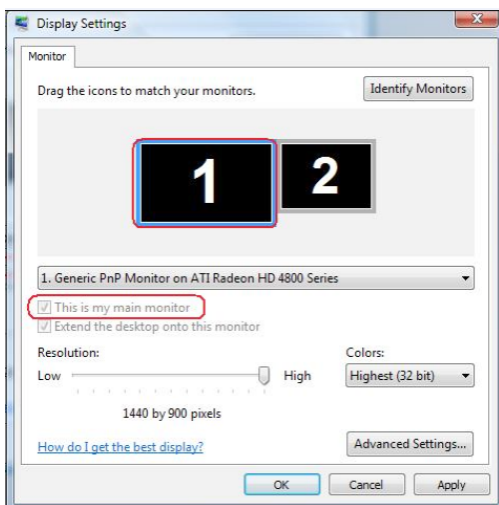 Display Settings
Monitor
Drag the icons to match your monitors.
Identify Monitors
1
2
1. Generic PnP Monitor on ATI Radeon HD 4800 Series
This is my main monitor
Extend the desktop onto this monitor
Resolution:
Colors:
Low
High
Highest (32 bit)
1440 by 900 pixels
How do I get the best display?
Advanced Settings...
OK
Cancel
Apply